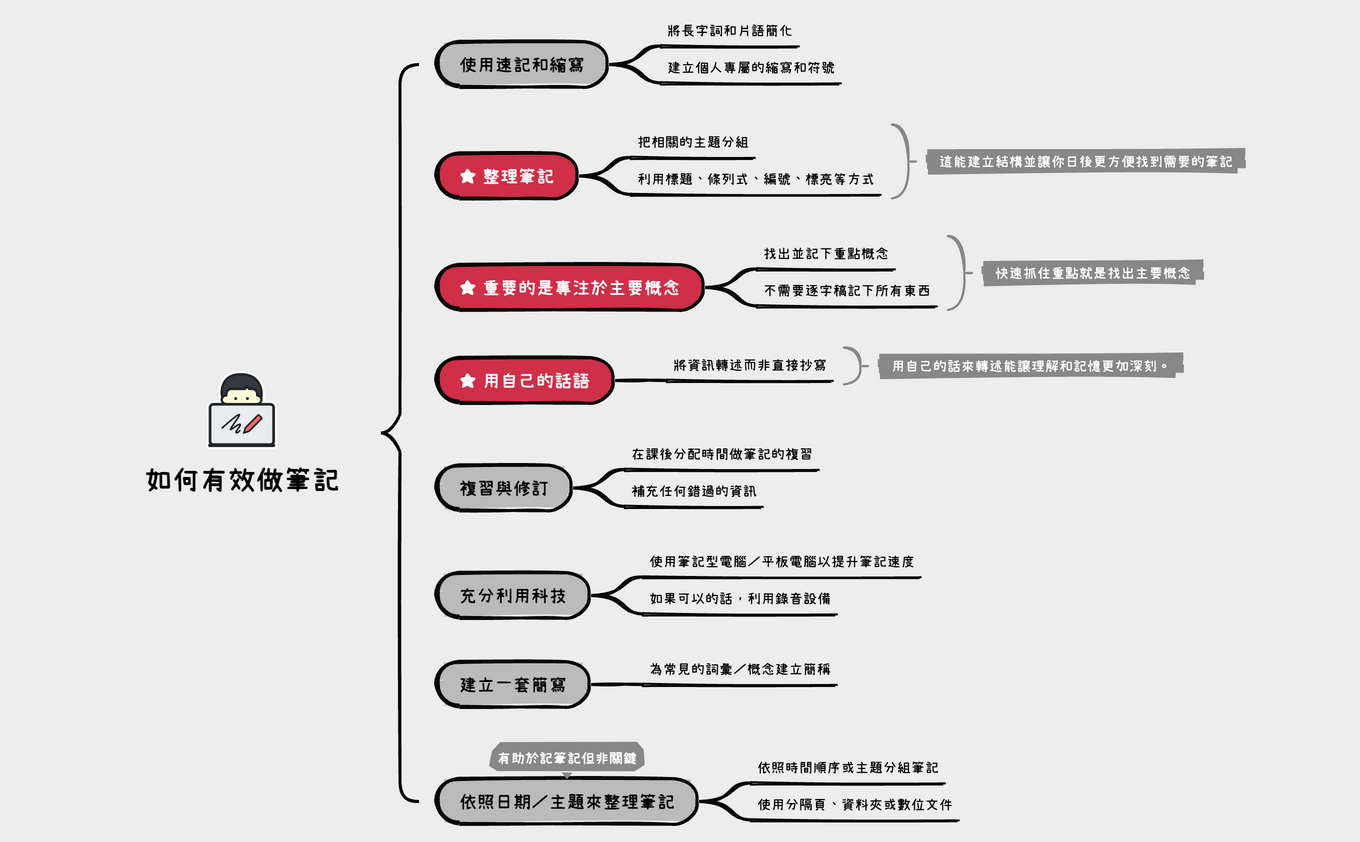 如何有效做筆記
使用速記和縮寫
將長字詞和片語簡化
建立個人專屬的縮寫和符號
整理筆記
把相關的主題分組
利用標題、條列式、編號、標亮等方式
這能建立結構並讓你日後更方便找到需要的筆記
重要的是專注於主要概念
找出並記下重點概念
不需要逐字稿記下所有東西
快速抓住重點就是找出主要概念
用自己的話語
將資訊轉述而非直接抄寫
用自己的話來轉述能讓理解和記憶更加深刻。
複習與修訂
在課後分配時間做筆記的複習
補充任何錯過的資訊
充分利用科技
使用筆記型電腦／平板電腦以提升筆記速度
如果可以的話，利用錄音設備
建立一套簡寫
為常見的詞彙／概念建立簡稱
有助於記筆記但非關鍵
依照日期／主題來整理筆記
依照時間順序或主題分組筆記
使用分隔頁、資料夾或數位文件